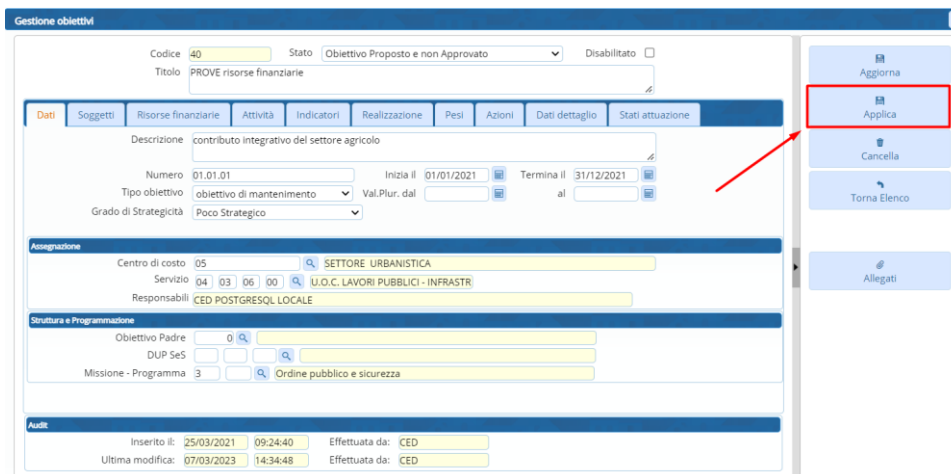 Gestione obiettivi
Codice 40 Stato Obiettivo Proposto e non Approvato Disabilitato
Titolo PROVE risorse finanziarie
Dati Soggetti Risorse finanziarie Attività Indicatori Realizzazione Pesi Azioni Dati dettaglio Stati attuazione
Descrizione contributo integrativo del settore agricolo
Numero 01.01.01 Inizia il 01/01/2021 Termina il 31/12/2021
Tipo obiettivo obiettivo di mantenimento Val.Plur. dal al
Grado di Strategicità Poco Strategico
Assegnazione
Centro di costo 05 SETTORE URBANISTICA
Servizio 04 03 06 00 U.O.C. LAVORI PUBBLICI - INFRASTR
Responsabili CED POSTGRESQL LOCALE
Struttura e Programmazione
Obiettivo Padre 0
DUP SeS
Missione - Programma 3 Ordine pubblico e sicurezza
Audit
Inserito il: 25/03/2021 09:24:40 Effettuata da: CED
Ultima modifica: 07/03/2023 14:34:48 Effettuata da: CED
Aggiorna
Applica
Cancella
Torna Elenco
Allegati